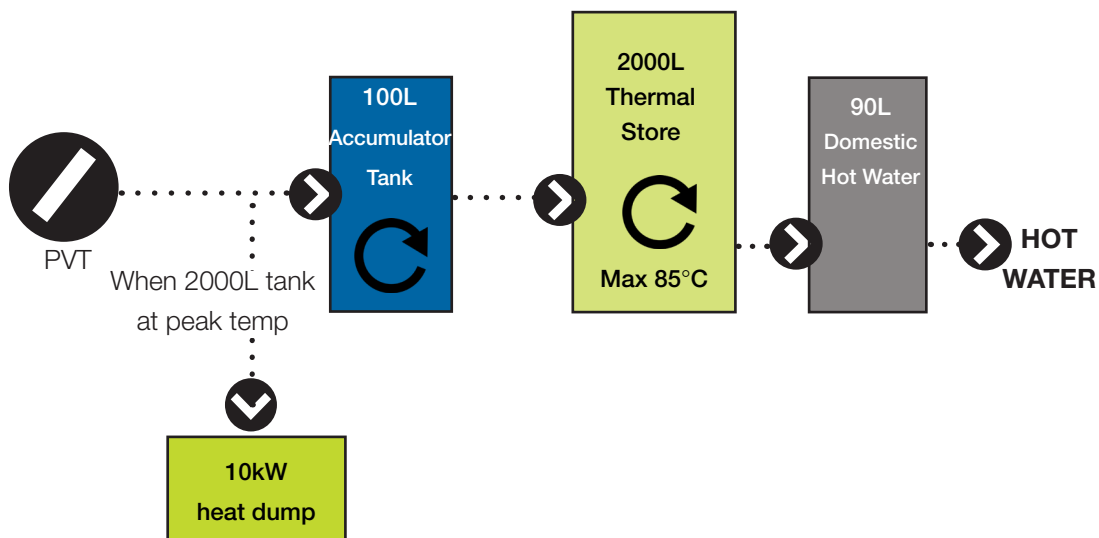 PVT
When 2000L tank
at peak temp
10kW
heat dump
100L
Accumulator
Tank
2000L
Thermal
Store
Max 85°C
90L
Domestic
Hot Water
HOT
WATER